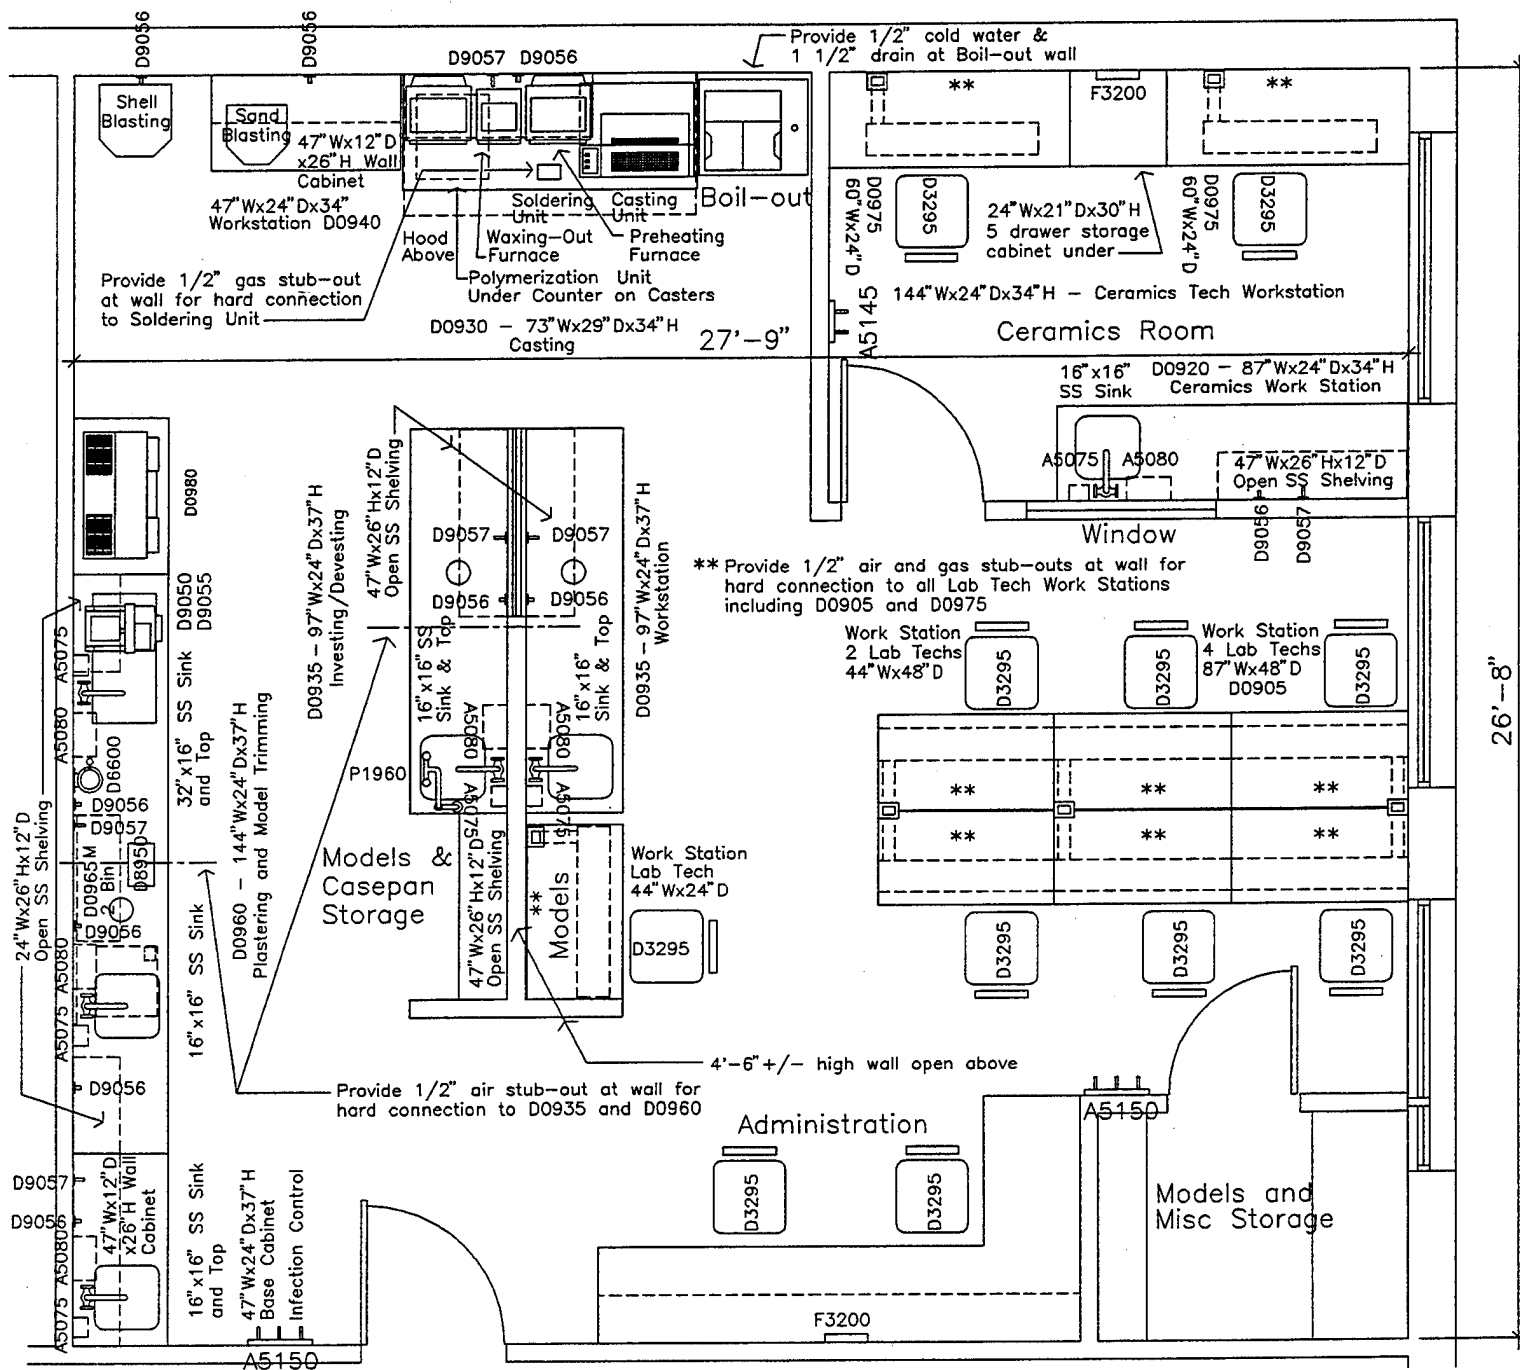 D9056
D9056
D9057
D9056
Provide 1/2" cold water &
1 1/2" drain at Boil-out wall
Shell
Blasting
Sand
Blasting
47"Wx12"D
x26"H Wall
Cabinet
47"Wx24"Dx34"
Workstation D0940
Hood
Above
Soldering
Unit
Casting
Unit
Waxing-Out
Furnace
Preheating
Furnace
Polymerization Unit
Under Counter on Casters
Provide 1/2" gas stub-out
at wall for hard connection
to Soldering Unit
D0930 - 73"Wx29"Dx34"H
Casting
Boil-out
27'-9"
**
F3200
**
D0975
60"Wx24"D
D3295
24"Wx21"Dx30"H
5 drawer storage
cabinet under
D0975
60"Wx24"D
D3295
144"Wx24"Dx34"H - Ceramics Tech Workstation
A5145
Ceramics Room
16"x16"
SS Sink
D0920 - 87"Wx24"Dx34"H
Ceramics Work Station
A5075
A5080
47"Wx26"Hx12"D
Open SS Shelving
Window
D9056
D9057
** Provide 1/2" air and gas stub-outs at wall for
hard connection to all Lab Tech Work Stations
including D0905 and D0975
26'-8"
D0980
D9050
D9055
24"Wx26"Hx12"D
Open SS Shelving
A5075
A5080
32"x16" SS Sink
and Top
D6600
D9056
D9057
D0965M
2 Bin
D8950
D9056
D0960 - 144"Wx24"Dx37"H
Plastering and Model Trimming
16"x16" SS Sink
A5080
A5075
D9056
D0935 - 97"Wx24"Dx37"H
Investing/Devesting
47"Wx26"Hx12"D
Open SS Shelving
D9057
D9057
D9056
D9056
D0935 - 97"Wx24"Dx37"H
Workstation
16"x16" SS
Sink & Top
16"x16"
Sink & Top
A5080
A5080
P1960
A5075
A5075
Models &
Casepan
Storage
47"Wx26"Hx12"D
Open SS Shelving
**
Models
Work Station
Lab Tech
44"Wx24"D
D3295
Work Station
2 Lab Techs
44"Wx48"D
D3295
D3295
Work Station
4 Lab Techs
87"Wx48"D
D0905
D3295
**
**
**
**
**
**
D3295
D3295
D3295
4'-6"+/- high wall open above
Provide 1/2" air stub-out at wall for
hard connection to D0935 and D0960
Administration
D3295
D3295
A5150
Models and
Misc Storage
F3200
D9057
D9056
47"Wx12"D
x26"H Wall
Cabinet
A5080
A5075
16"x16" SS Sink
and Top
47"Wx24"Dx37"H
Base Cabinet
Infection Control
A5150